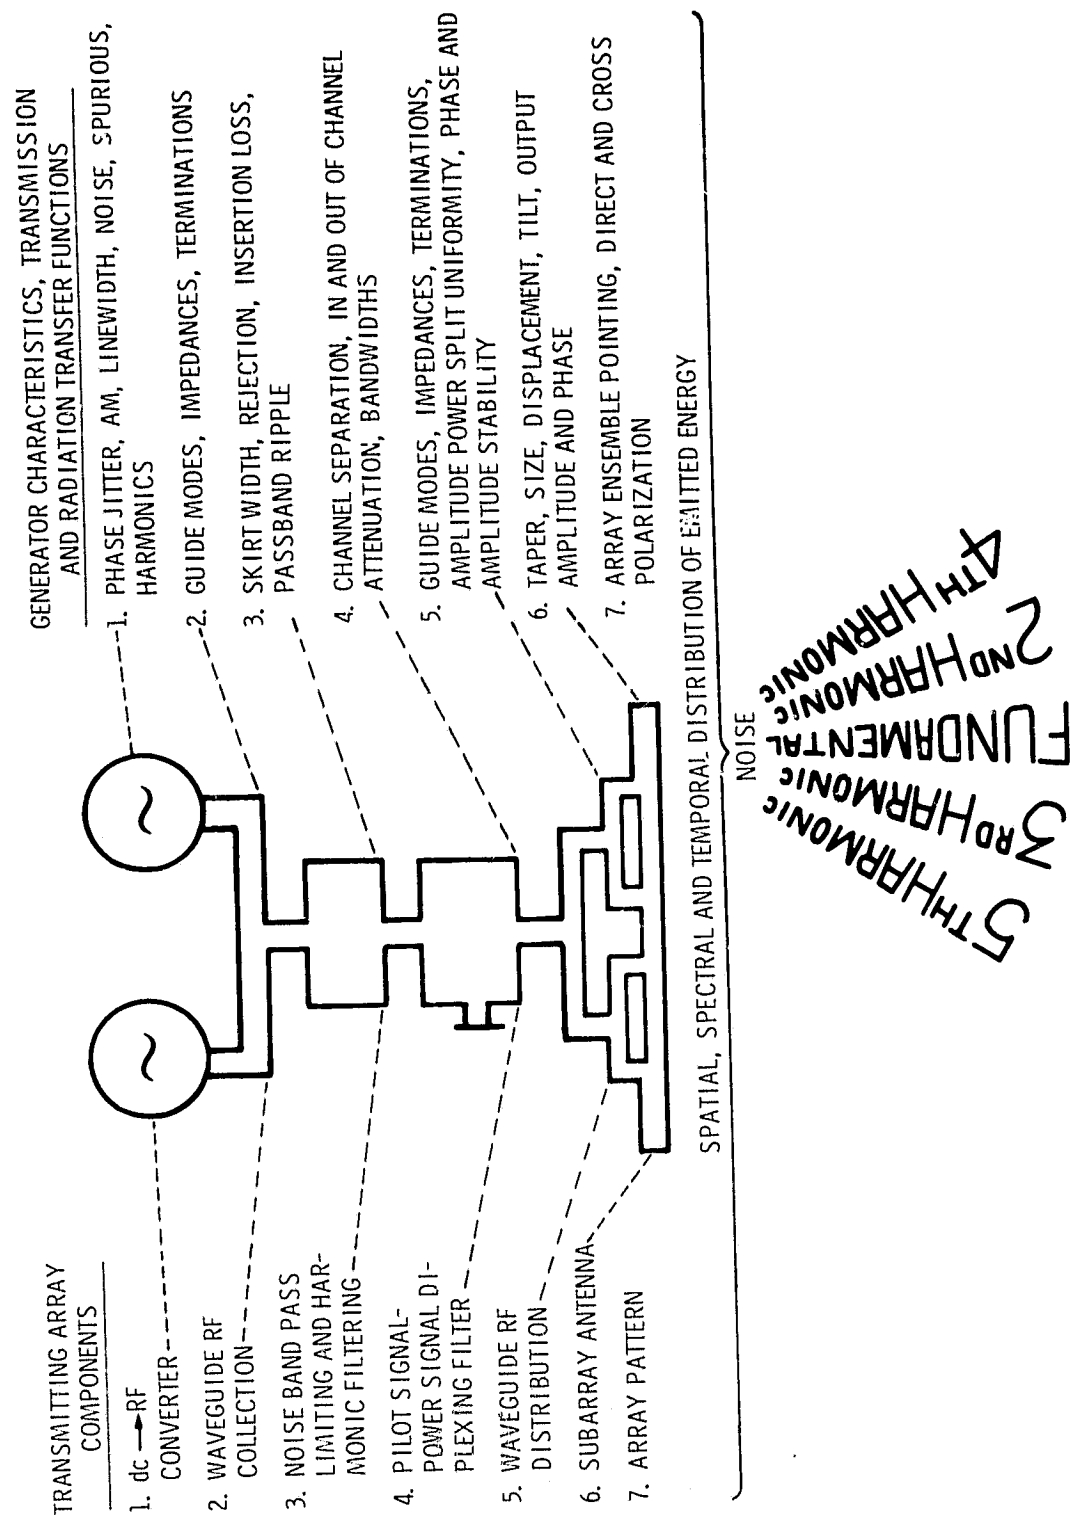 TRANSMITTING ARRAY
COMPONENTS
1. dc → RF
CONVERTER
2. WAVEGUIDE RF
COLLECTION
3. NOISE BAND PASS
LIMITING AND HAR-
MONIC FILTERING
4. PILOT SIGNAL-
POWER SIGNAL DI-
PLEXING FILTER
5. WAVEGUIDE RF
DISTRIBUTION
6. SUBARRAY ANTENNA
7. ARRAY PATTERN
~
~
GENERATOR CHARACTERISTICS, TRANSMISSION
AND RADIATION TRANSFER FUNCTIONS
1. PHASE JITTER, AM, LINEWIDTH, NOISE, SPURIOUS,
HARMONICS
2. GUIDE MODES, IMPEDANCES, TERMINATIONS
3. SKIRT WIDTH, REJECTION, INSERTION LOSS,
PASSBAND RIPPLE
4. CHANNEL SEPARATION, IN AND OUT OF CHANNEL
ATTENUATION, BANDWIDTHS
5. GUIDE MODES, IMPEDANCES, TERMINATIONS,
AMPLITUDE POWER SPLIT UNIFORMITY, PHASE AND
AMPLITUDE STABILITY
6. TAPER, SIZE, DISPLACEMENT, TILT, OUTPUT
AMPLITUDE AND PHASE
7. ARRAY ENSEMBLE POINTING, DIRECT AND CROSS
POLARIZATION
SPATIAL, SPECTRAL AND TEMPORAL DISTRIBUTION OF EMITTED ENERGY
NOISE
5TH HARMONIC
3RD HARMONIC
FUNDAMENTAL
2ND HARMONIC
4TH HARMONIC